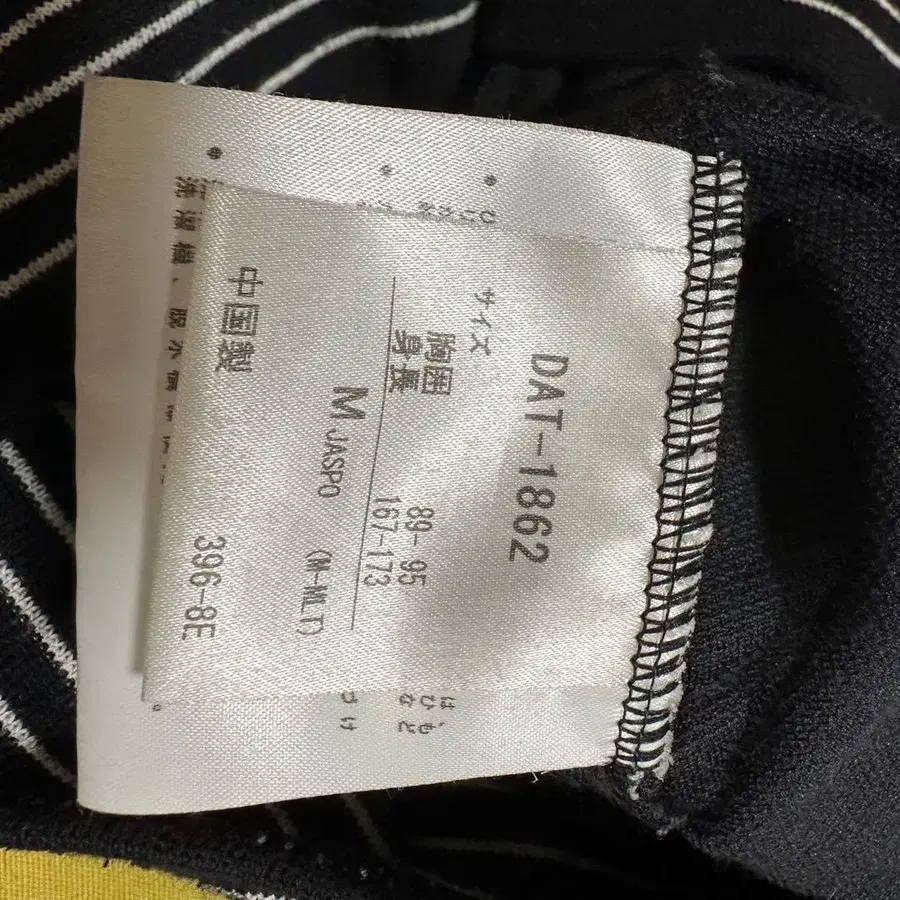 DAT-1862
サイズ
胸囲 89-95
身長 167-173
M JASPO (M-MLT)
中国製 396-8E